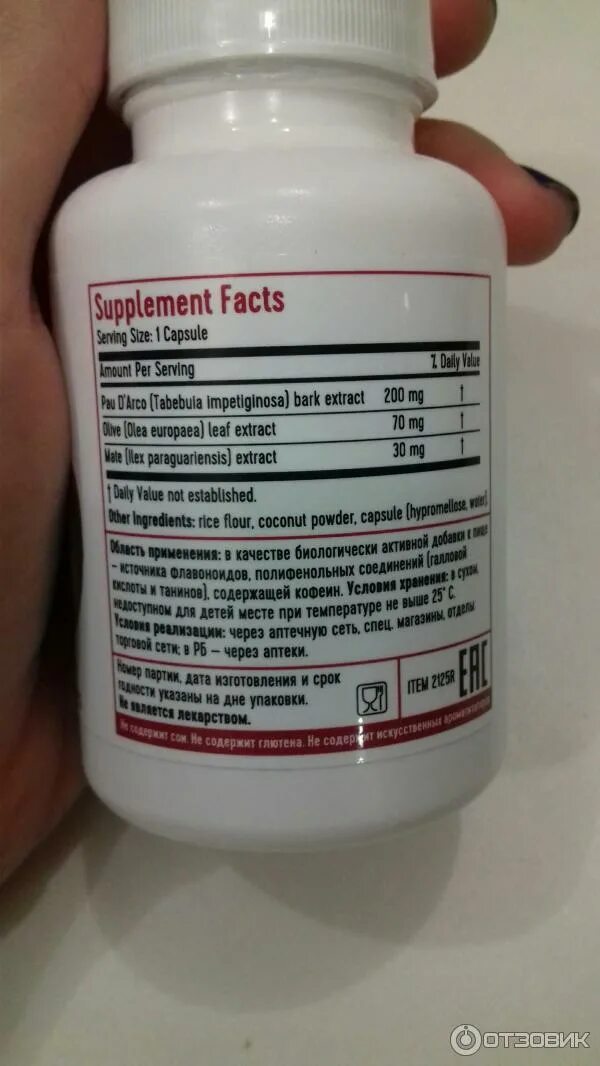 Supplement Facts
Serving Size: 1 Capsule
Amount Per Serving % Daily Value
Pau D'Arco (Tabebuia impetiginosa) bark extract 200 mg †
Olive (Olea europaea) leaf extract 70 mg †
Mate (Ilex paraguariensis) extract 30 mg †
† Daily Value not established.
Other Ingredients: rice flour, coconut powder, capsule (hypromellose, water).
Область применения: в качестве биологически активной добавки к пище
– источника флавоноидов, полифенольных соединений (галловой
кислоты и танинов), содержащей кофеин. Условия хранения: в сухом,
недоступном для детей месте при температуре не выше 25° С.
Условия реализации: через аптечную сеть, спец. магазины, отделы
торговой сети; в РБ – через аптеки.
Номер партии, дата изготовления и срок
годности указаны на дне упаковки.
Не является лекарством.
ITEM 2125R EAC
Не содержит сои. Не содержит глютена. Не содержит искусственных ароматизаторов
ОТЗОВИК